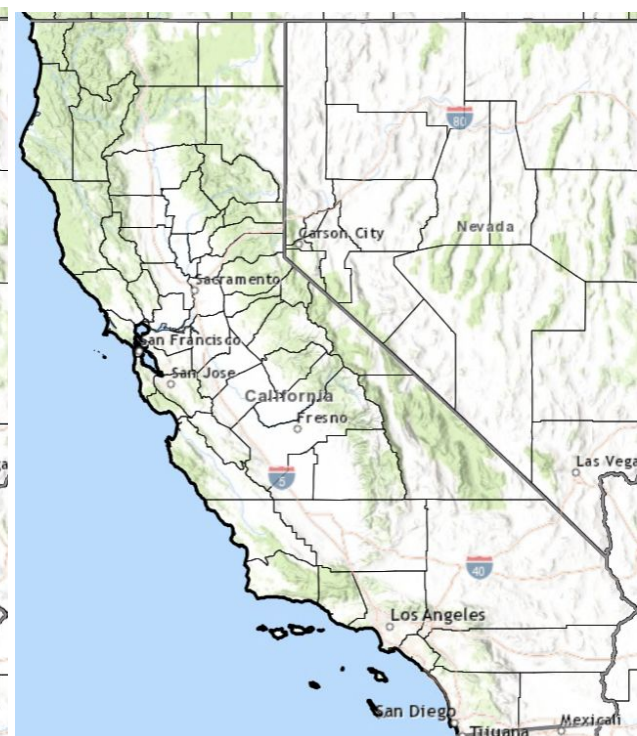 80
Carson City
Nevada
Sacramento
San Francisco
San Jose
California
Fresno
5
Las Vega
40
Los Angeles
San Diego
Tijuana
Mexicali